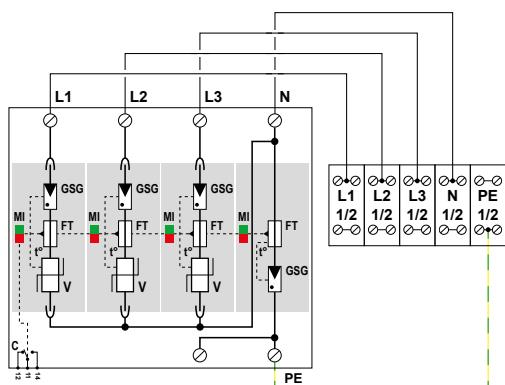 L1 L2 L3 N
GSG GSG GSG
MI FT MI FT MI FT MI FT
t° t° t° t°
GSG
V V V
C
12 11 14
PE
L1 L2 L3 N PE
1/2 1/2 1/2 1/2 1/2